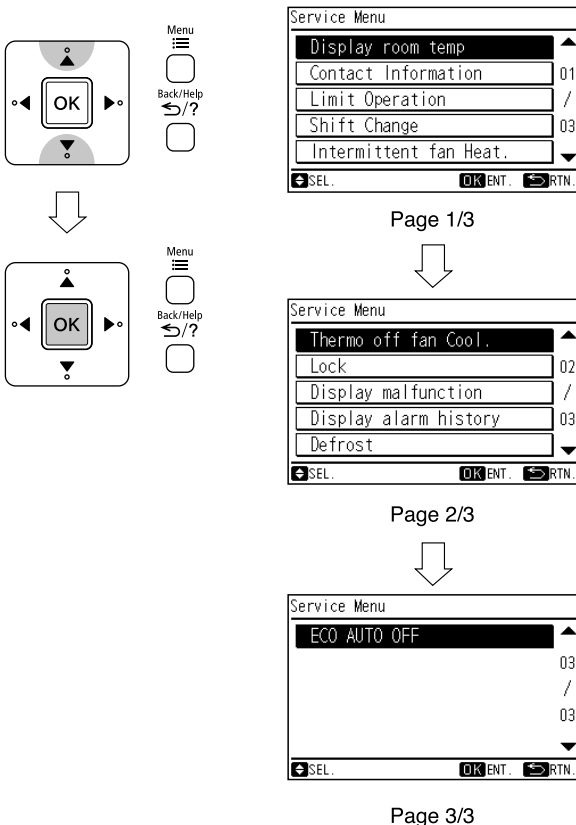 Menu
OK
Back/Help
/?
Menu
OK
Back/Help
/?
Service Menu
Display room temp
Contact Information
Limit Operation
Shift Change
Intermittent fan Heat.
01
/
03
SEL. OK ENT. RTN.
Page 1/3
Service Menu
Thermo off fan Cool.
Lock
Display malfunction
Display alarm history
Defrost
02
/
03
SEL. OK ENT. RTN.
Page 2/3
Service Menu
ECO AUTO OFF
03
/
03
SEL. OK ENT. RTN.
Page 3/3